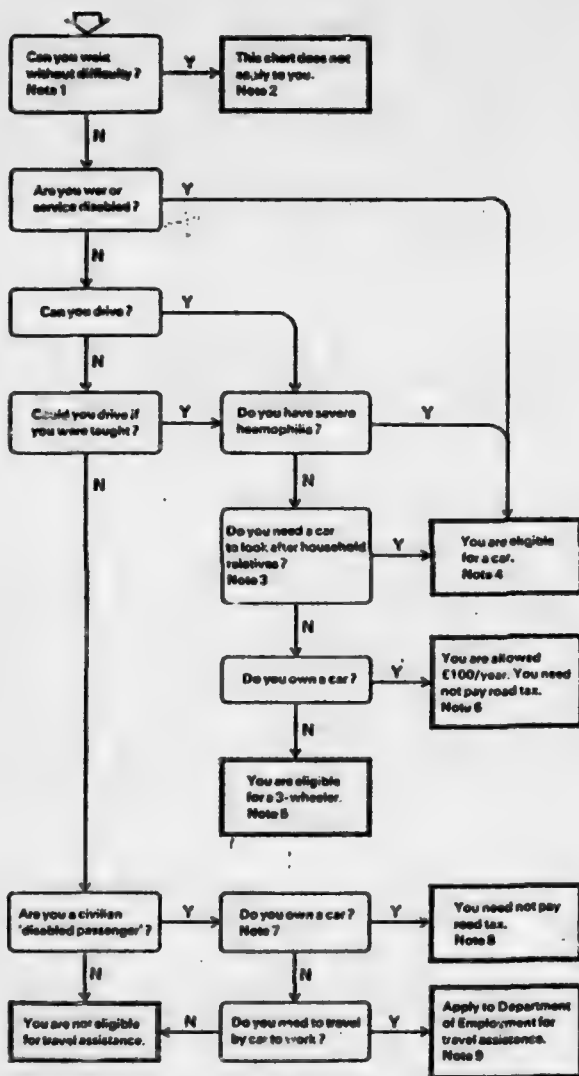 Can you walk
without difficulty?
Note 1
Y
This chart does not
apply to you.
Note 2
N
Are you war or
service disabled?
Y
N
Can you drive?
Y
N
Could you drive if
you were taught?
Y
Do you have severe
haemophilia?
Y
N
N
Do you need a car
to look after household
relatives?
Note 3
Y
You are eligible
for a car.
Note 4
N
Do you own a car?
Y
You are allowed
£100/year. You need
not pay road tax.
Note 6
N
You are eligible
for a 3-wheeler.
Note 5
Are you a civilian
'disabled passenger'?
Y
Do you own a car?
Note 7
Y
You need not pay
road tax.
Note 8
N
N
You are not eligible
for travel assistance.
N
Do you need to travel
by car to work?
Y
Apply to Department
of Employment for
travel assistance.
Note 9